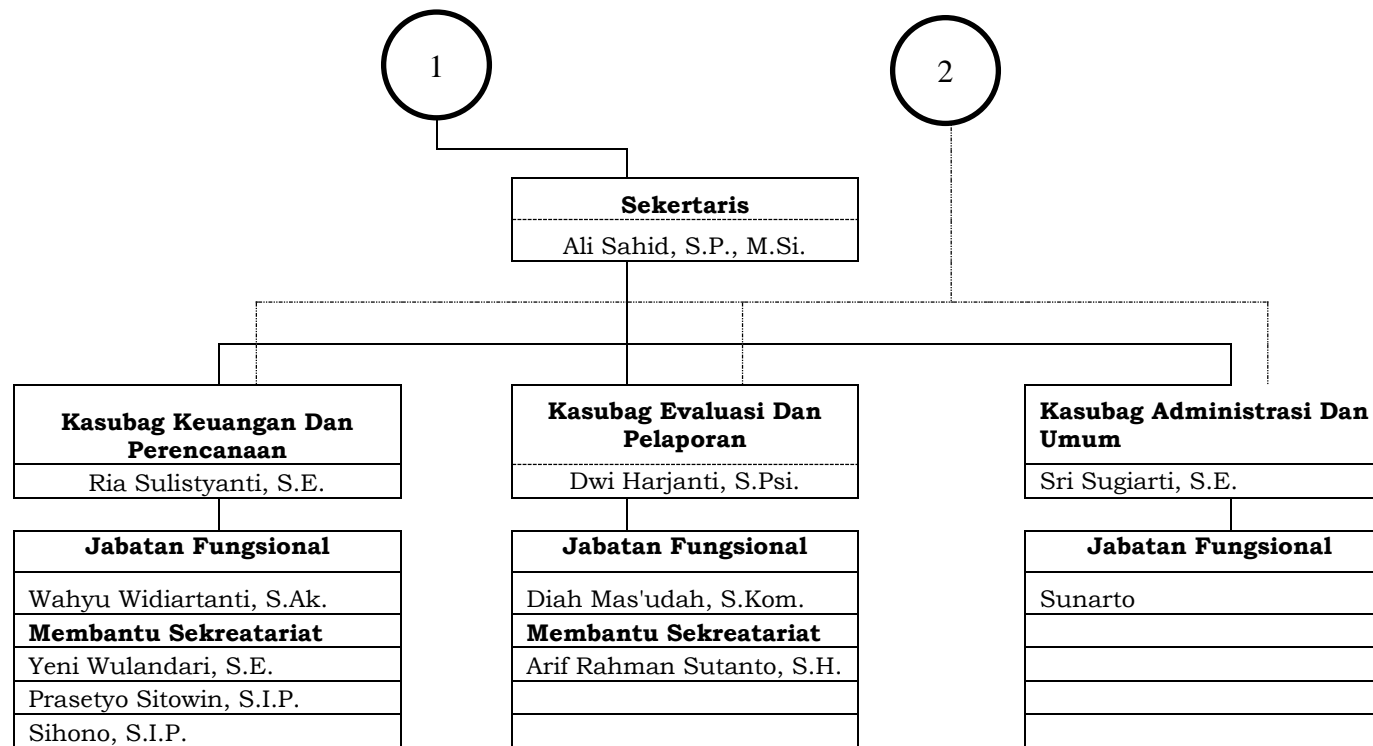 1
2
Sekertaris
Ali Sahid, S.P., M.Si.
Kasubag Keuangan Dan
Perencanaan
Ria Sulistyanti, S.E.
Kasubag Evaluasi Dan
Pelaporan
Dwi Harjanti, S.Psi.
Kasubag Administrasi Dan
Umum
Sri Sugiarti, S.E.
Jabatan Fungsional
Wahyu Widiartanti, S.Ak.
Membantu Sekreatariat
Yeni Wulandari, S.E.
Prasetyo Sitowin, S.I.P.
Sihono, S.I.P.
Jabatan Fungsional
Diah Mas'udah, S.Kom.
Membantu Sekreatariat
Arif Rahman Sutanto, S.H.
Jabatan Fungsional
Sunarto